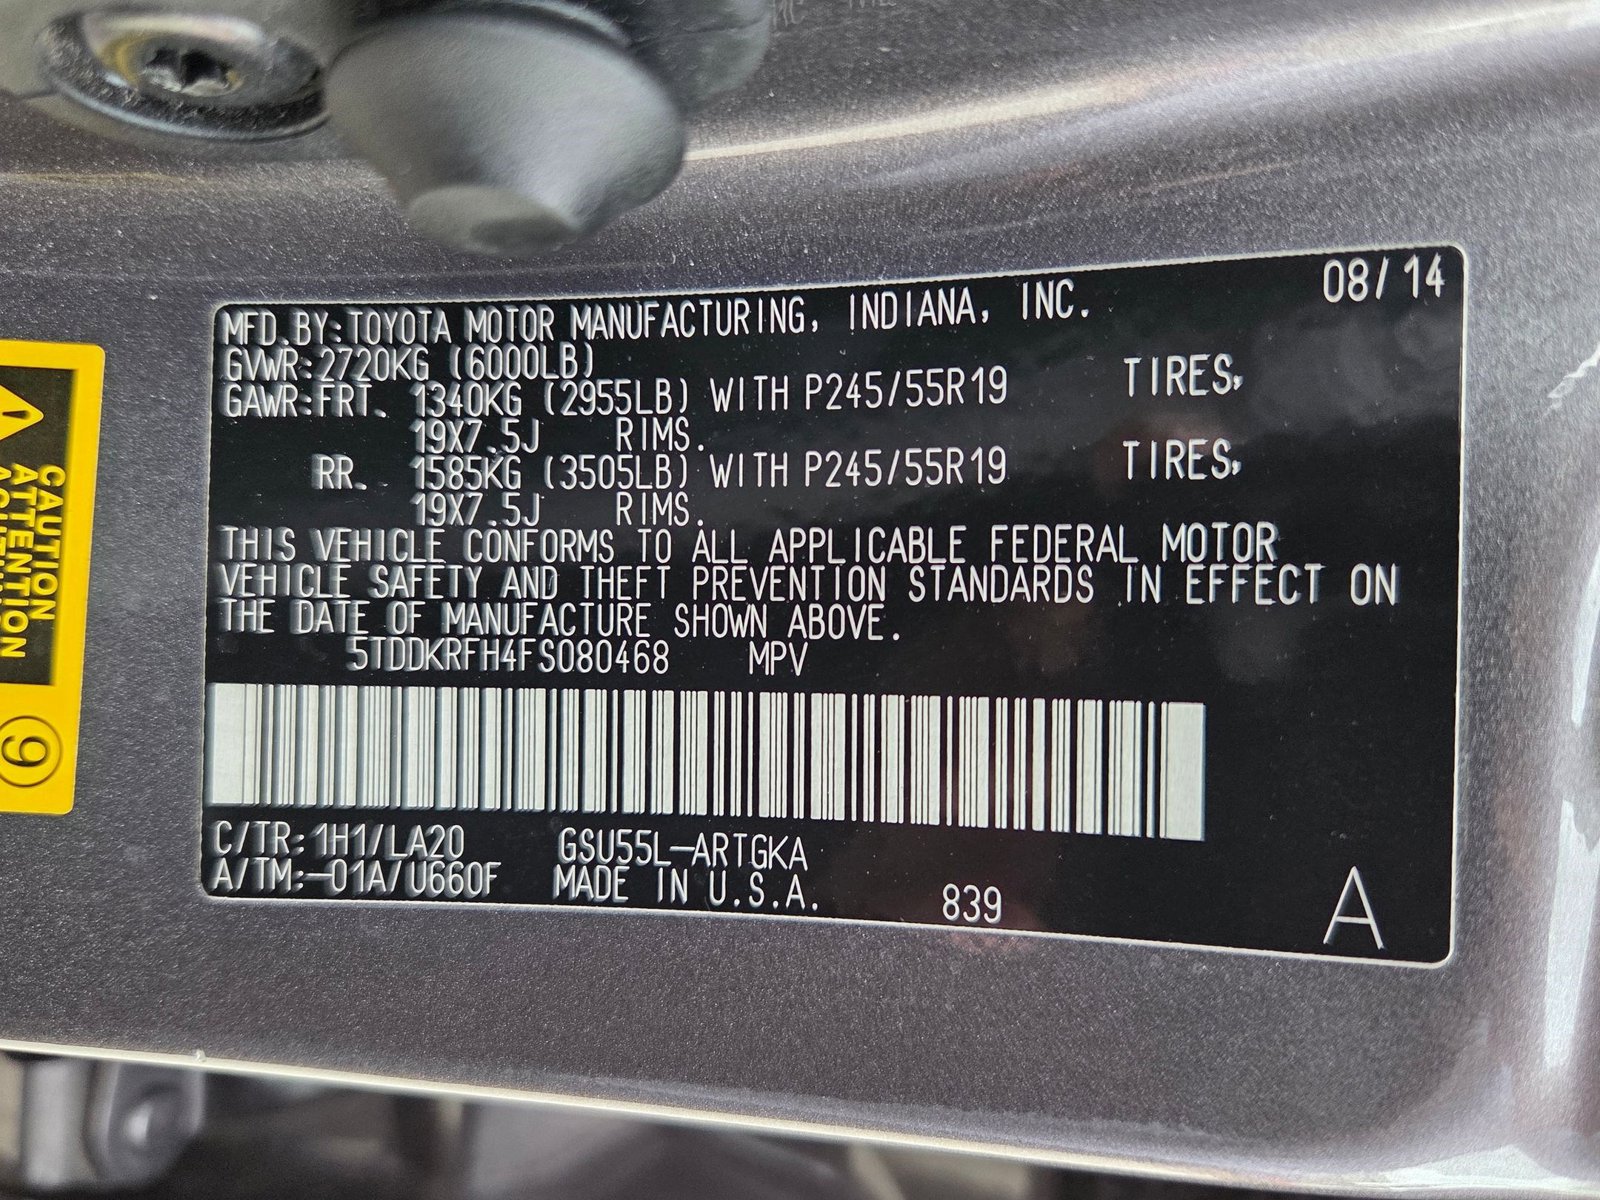 08/14
MFD.BY:TOYOTA MOTOR MANUFACTURING, INDIANA, INC.
GVWR:2720KG (6000LB)
GAWR:FRT. 1340KG (2955LB) WITH P245/55R19 TIRES,
19X7.5J RIMS.
RR. 1585KG (3505LB) WITH P245/55R19 TIRES,
19X7.5J RIMS.
THIS VEHICLE CONFORMS TO ALL APPLICABLE FEDERAL MOTOR
VEHICLE SAFETY AND THEFT PREVENTION STANDARDS IN EFFECT ON
THE DATE OF MANUFACTURE SHOWN ABOVE.
5TDDKRFH4FS080468 MPV
C/TR:1H1/LA20 GSU55L-ARTGKA
A/TM:-01A/U660F MADE IN U.S.A. 839 A
CAUTION
ATTENTION
9